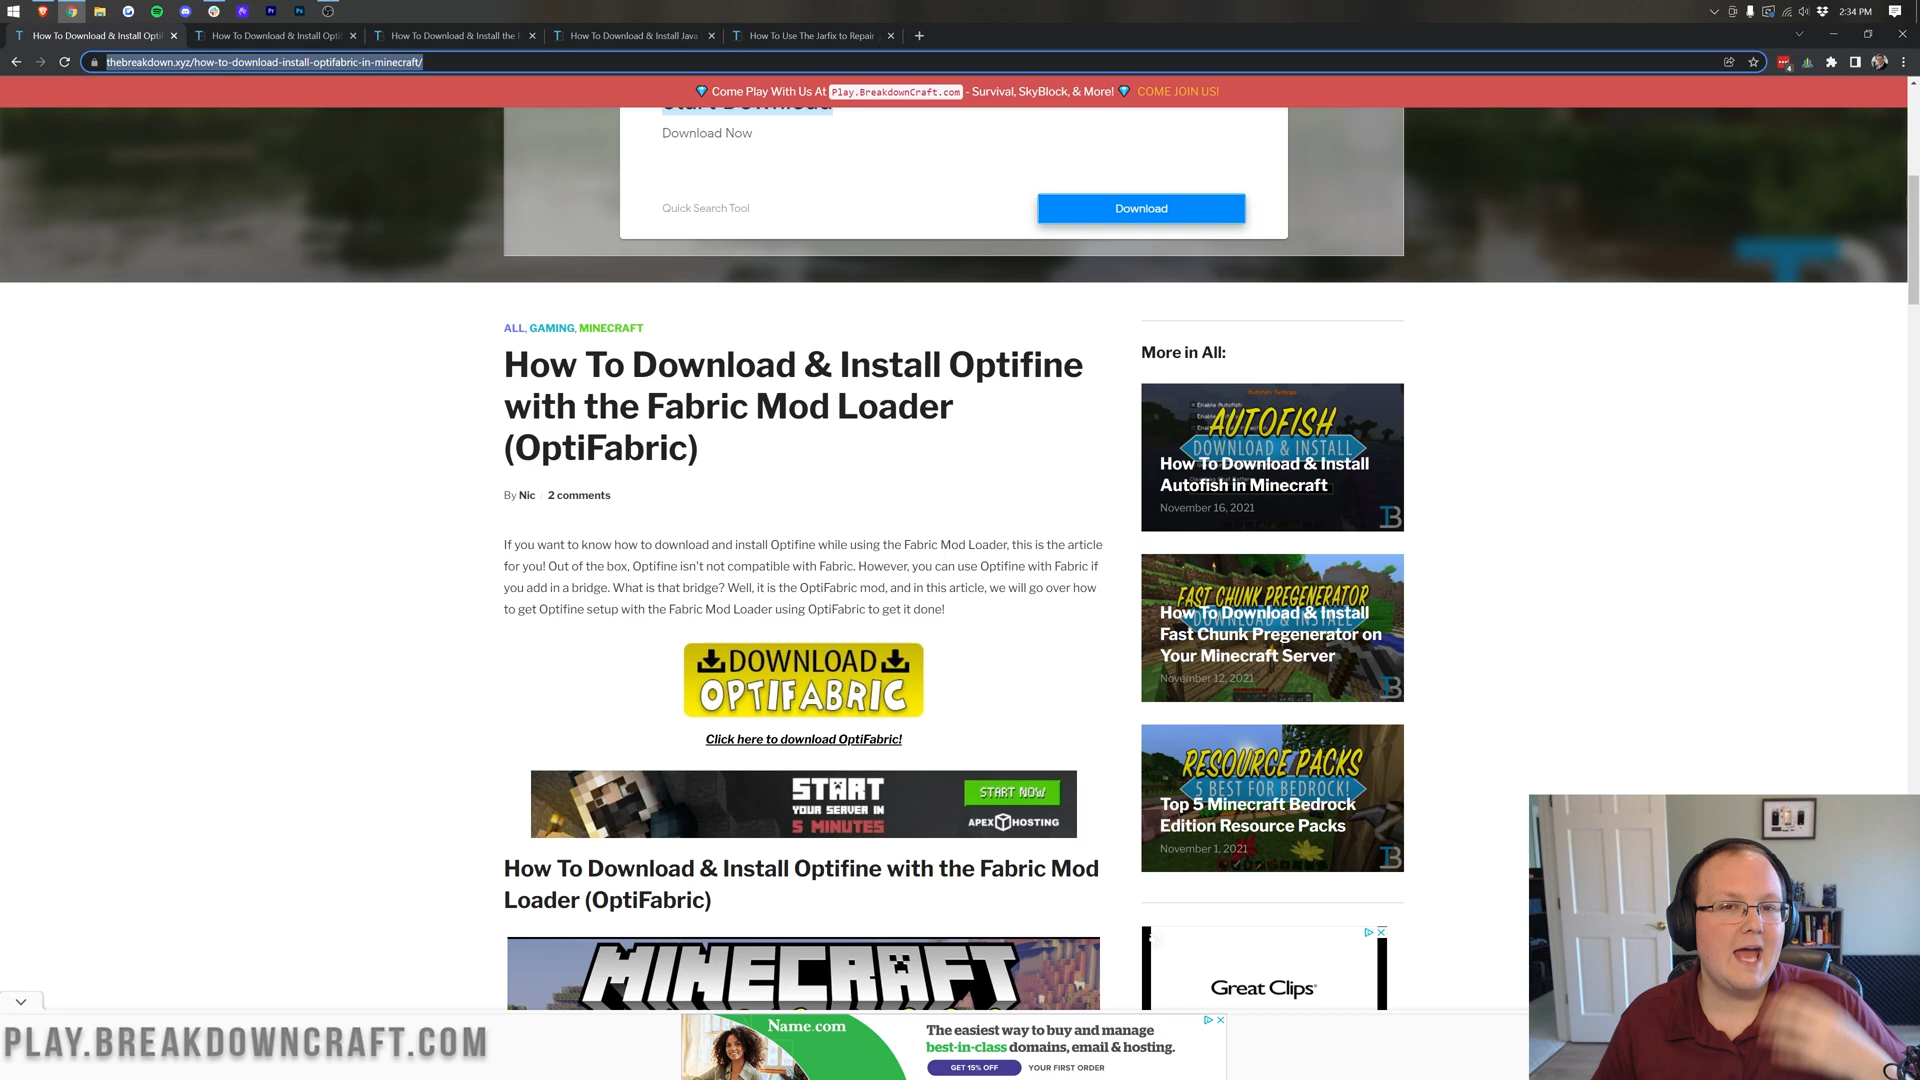 2:34 PM
How To Download & Install Opti
How To Download & Install Opti
How To Download & Install the F
How To Download & Install Java
How To Use The Jarfix to Repair
thebreakdown.xyz/how-to-download-install-optifabric-in-minecraft/
Come Play With Us At Play.BreakdownCraft.com - Survival, SkyBlock, & More! COME JOIN US!
Start Download
Download Now
Quick Search Tool
Download
ALL, GAMING, MINECRAFT
How To Download & Install Optifine
with the Fabric Mod Loader
(OptiFabric)
By Nic / 2 comments
If you want to know how to download and install Optifine while using the Fabric Mod Loader, this is the article
for you! Out of the box, Optifine isn't not compatible with Fabric. However, you can use Optifine with Fabric if
you add in a bridge. What is that bridge? Well, it is the OptiFabric mod, and in this article, we will go over how
to get Optifine setup with the Fabric Mod Loader using OptiFabric to get it done!
DOWNLOAD
OPTIFABRIC
Click here to download OptiFabric!
START
YOUR SERVER IN
5 MINUTES
START NOW
APEX HOSTING
How To Download & Install Optifine with the Fabric Mod
Loader (OptiFabric)
MINECRAFT
More in All:
Autofish Settings
AUTOFISH
DOWNLOAD & INSTALL
How To Download & Install
Autofish in Minecraft
November 16, 2021
FAST CHUNK PREGENERATOR
DOWNLOAD & INSTALL
How To Download & Install
Fast Chunk Pregenerator on
Your Minecraft Server
November 12, 2021
RESOURCE PACKS
5 BEST FOR BEDROCK!
Top 5 Minecraft Bedrock
Edition Resource Packs
November 1, 2021
Great Clips
PLAY.BREAKDOWNCRAFT.COM
Name.com
The easiest way to buy and manage
best-in-class domains, email & hosting.
GET 15% OFF YOUR FIRST ORDER